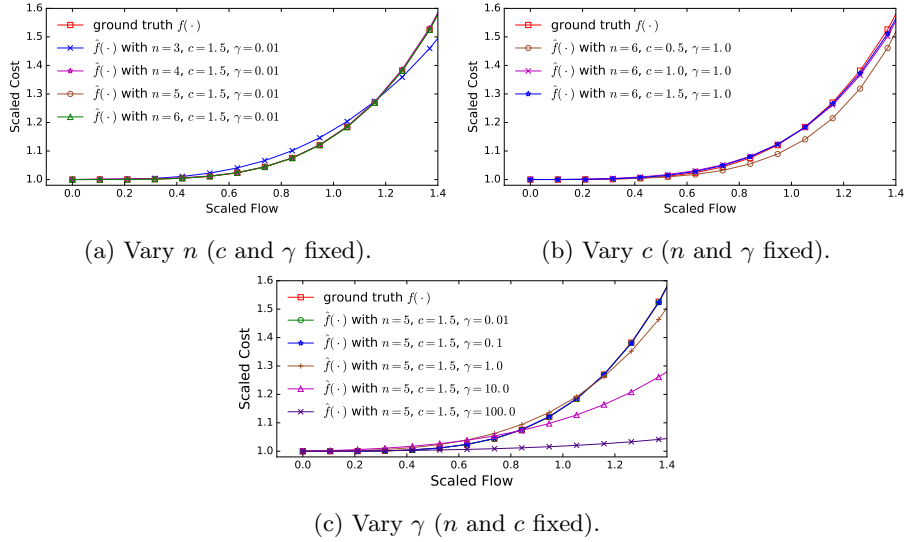 1.6
1.5
1.4
1.3
1.2
1.1
1.0
Scaled Cost
ground truth f(·)
f̂(·) with n=3, c=1.5, γ=0.01
f̂(·) with n=4, c=1.5, γ=0.01
f̂(·) with n=5, c=1.5, γ=0.01
f̂(·) with n=6, c=1.5, γ=0.01
0.0 0.2 0.4 0.6 0.8 1.0 1.2 1.4
Scaled Flow
(a) Vary n (c and γ fixed).
1.6
1.5
1.4
1.3
1.2
1.1
1.0
Scaled Cost
ground truth f(·)
f̂(·) with n=6, c=0.5, γ=1.0
f̂(·) with n=6, c=1.0, γ=1.0
f̂(·) with n=6, c=1.5, γ=1.0
0.0 0.2 0.4 0.6 0.8 1.0 1.2 1.4
Scaled Flow
(b) Vary c (n and γ fixed).
1.6
1.5
1.4
1.3
1.2
1.1
1.0
Scaled Cost
ground truth f(·)
f̂(·) with n=5, c=1.5, γ=0.01
f̂(·) with n=5, c=1.5, γ=0.1
f̂(·) with n=5, c=1.5, γ=1.0
f̂(·) with n=5, c=1.5, γ=10.0
f̂(·) with n=5, c=1.5, γ=100.0
0.0 0.2 0.4 0.6 0.8 1.0 1.2 1.4
Scaled Flow
(c) Vary γ (n and c fixed).